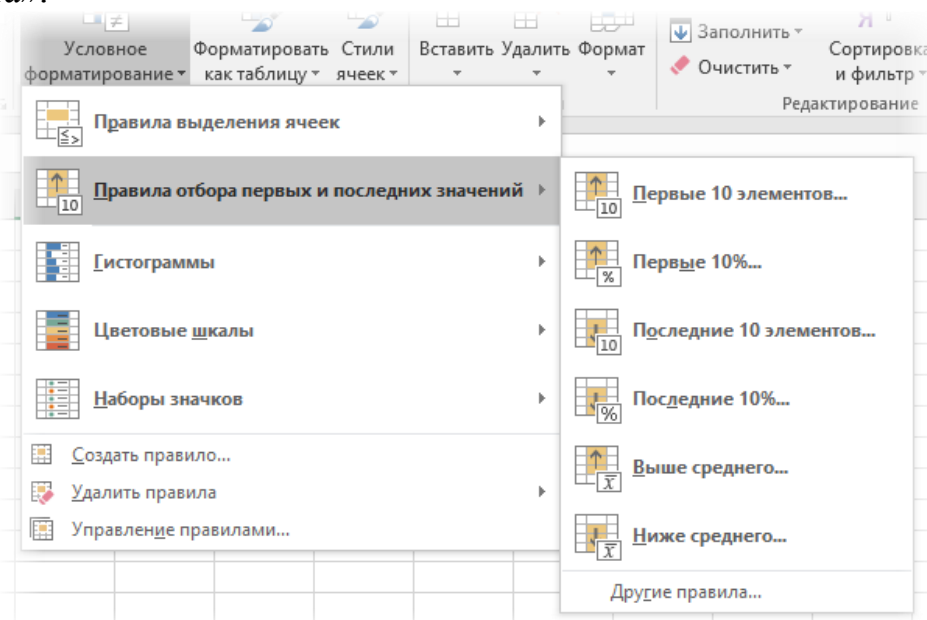 Условное
форматирование
Форматировать
как таблицу
Стили
ячеек
Вставить Удалить Формат
Заполнить
Очистить
Сортировка
и фильтр
Редактирование
Правила выделения ячеек
Правила отбора первых и последних значений
Гистограммы
Цветовые шкалы
Наборы значков
Создать правило...
Удалить правила
Управление правилами...
Первые 10 элементов...
Первые 10%...
Последние 10 элементов...
Последние 10%...
Выше среднего...
Ниже среднего...
Другие правила...